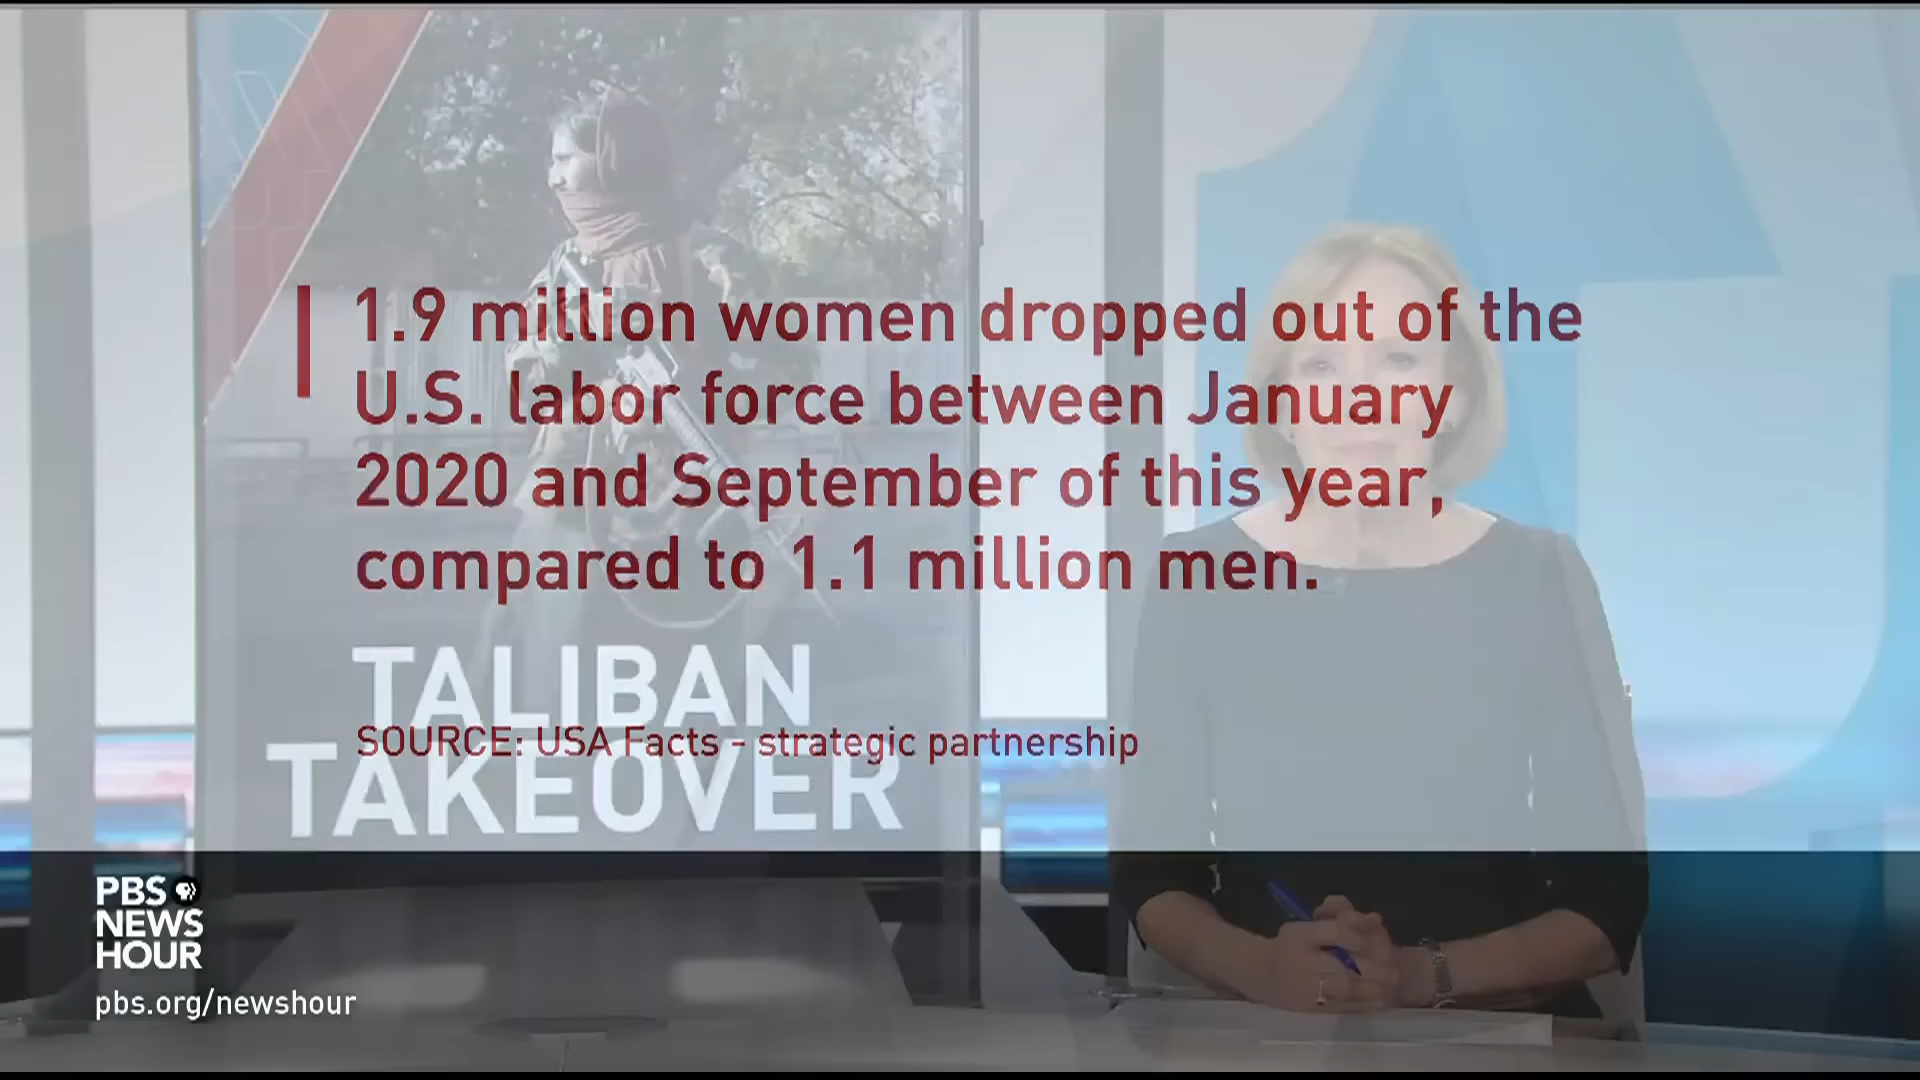 1.9 million women dropped out of the
U.S. labor force between January
2020 and September of this year,
compared to 1.1 million men.
TALIBAN
SOURCE: USA Facts - strategic partnership
TAKEOVER
PBS
NEWS
HOUR
pbs.org/newshour